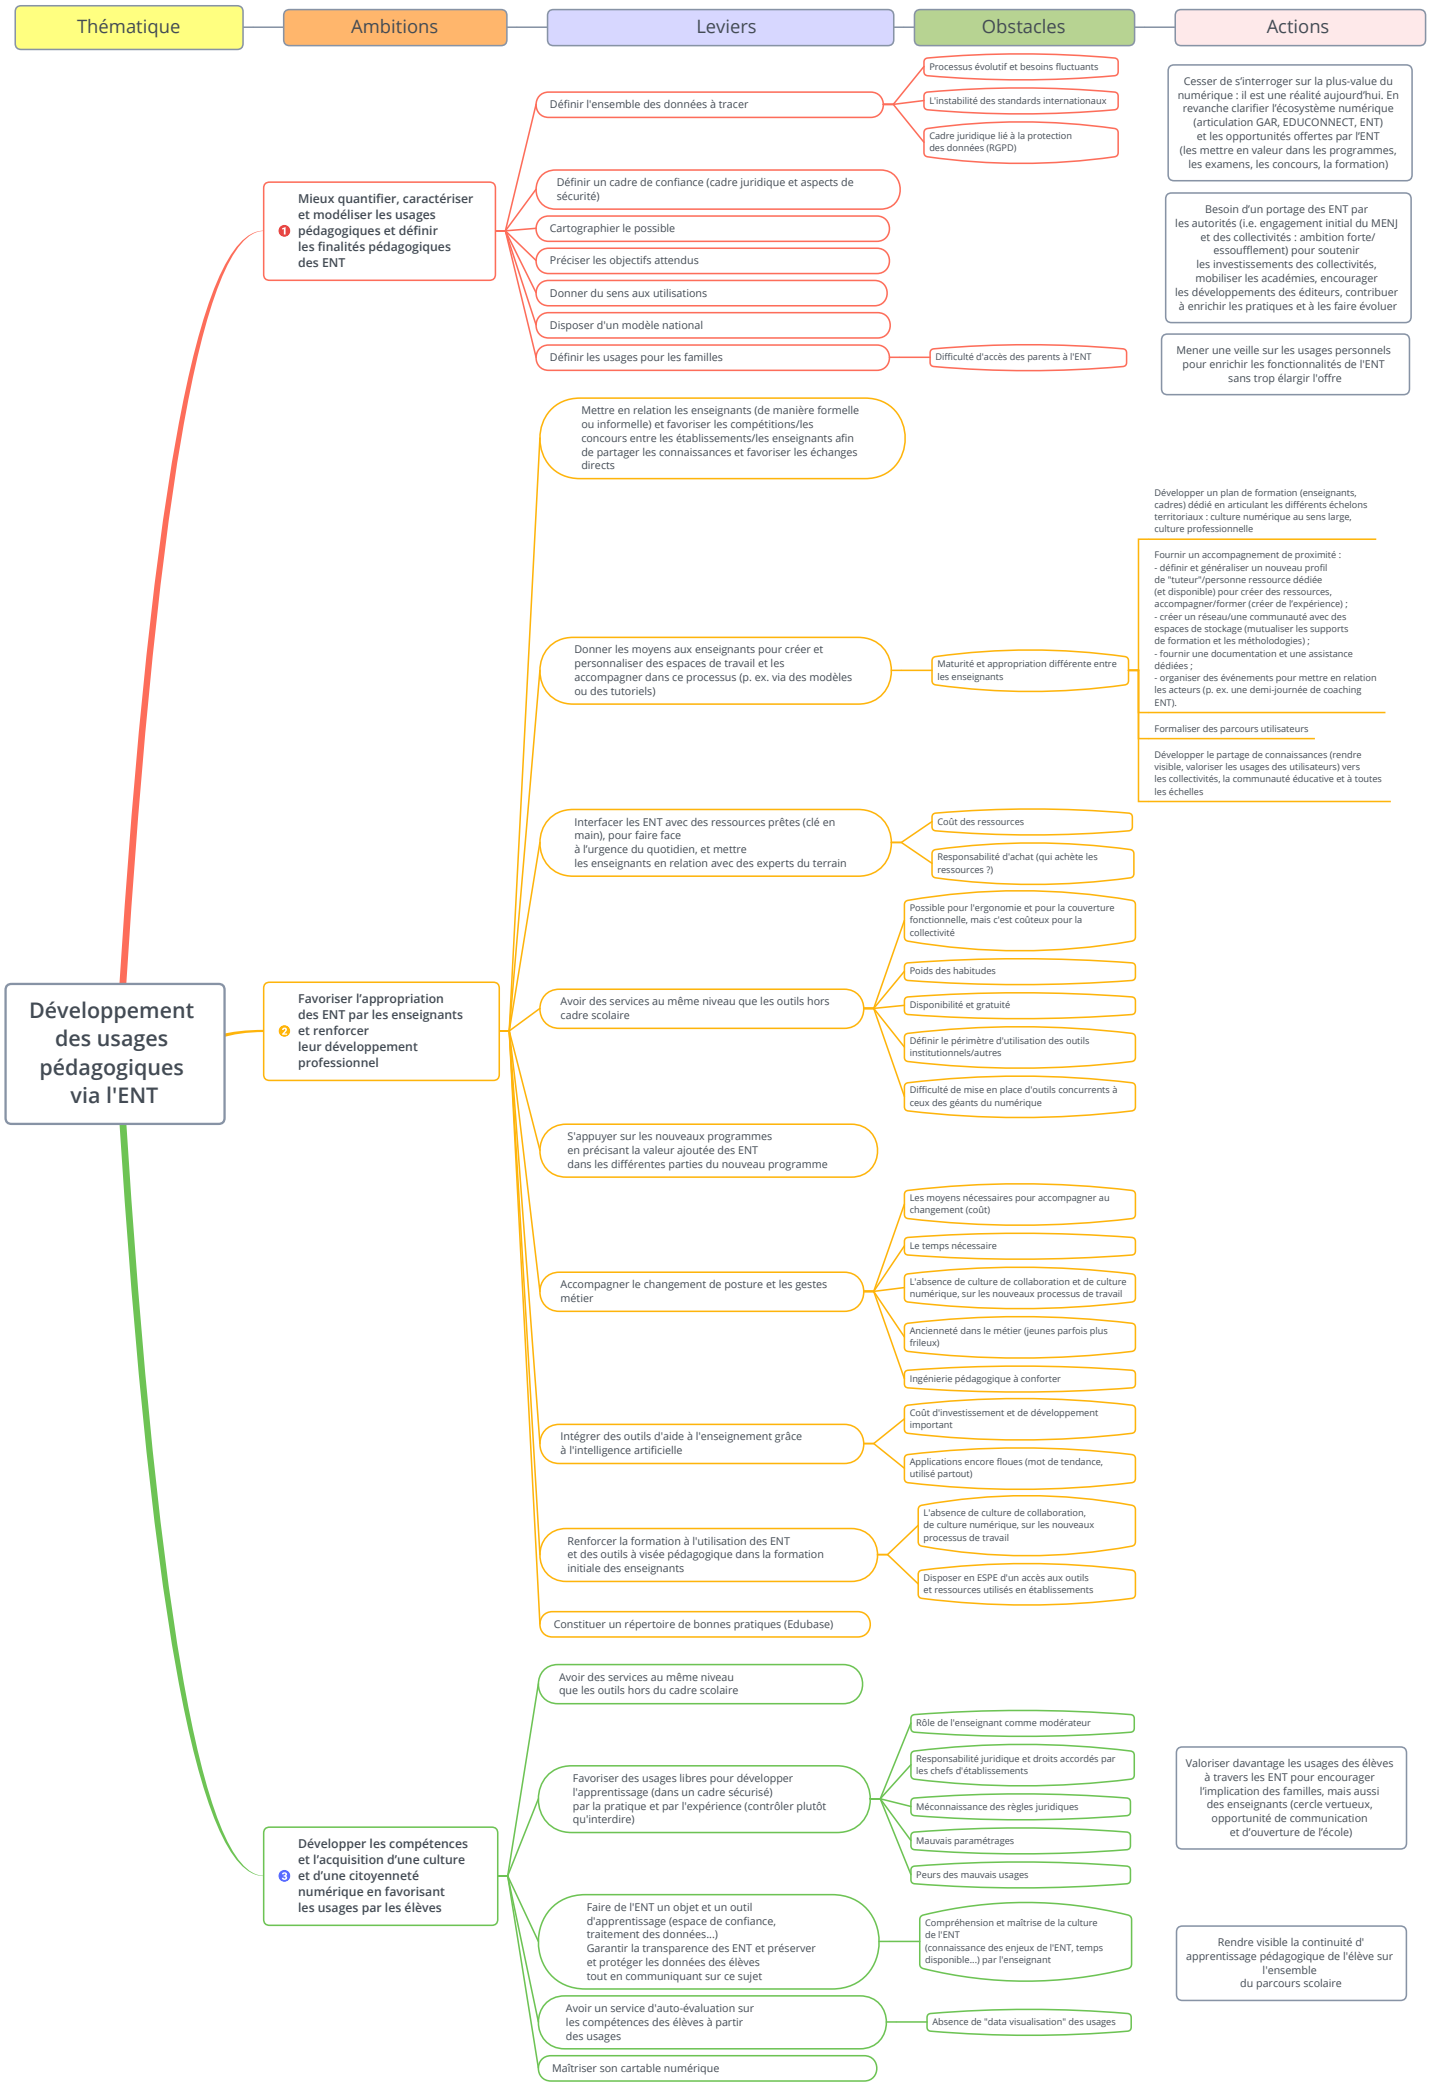 Thématique
Ambitions
Leviers
Obstacles
Actions
Développement
des usages
pédagogiques
via l'ENT
1
Mieux quantifier, caractériser
et modéliser les usages
pédagogiques et définir
les finalités pédagogiques
des ENT
Définir l'ensemble des données à tracer
Processus évolutif et besoins fluctuants
L'instabilité des standards internationaux
Cadre juridique lié à la protection
des données (RGPD)
Définir un cadre de confiance (cadre juridique et aspects de
sécurité)
Cartographier le possible
Préciser les objectifs attendus
Donner du sens aux utilisations
Disposer d'un modèle national
Définir les usages pour les familles
Difficulté d'accès des parents à l'ENT
Cesser de s’interroger sur la plus-value du
numérique : il est une réalité aujourd’hui. En
revanche clarifier l’écosystème numérique
(articulation GAR, EDUCONNECT, ENT)
et les opportunités offertes par l’ENT
(les mettre en valeur dans les programmes,
les examens, les concours, la formation)
Besoin d’un portage des ENT par
les autorités (i.e. engagement initial du MENJ
et des collectivités : ambition forte/
essoufflement) pour soutenir
les investissements des collectivités,
mobiliser les académies, encourager
les développements des éditeurs, contribuer
à enrichir les pratiques et à les faire évoluer
Mener une veille sur les usages personnels
pour enrichir les fonctionnalités de l'ENT
sans trop élargir l'offre
2
Favoriser l’appropriation
des ENT par les enseignants
et renforcer
leur développement
professionnel
Mettre en relation les enseignants (de manière formelle
ou informelle) et favoriser les compétitions/les
concours entre les établissements/les enseignants afin
de partager les connaissances et favoriser les échanges
directs
Donner les moyens aux enseignants pour créer et
personnaliser des espaces de travail et les
accompagner dans ce processus (p. ex. via des modèles
ou des tutoriels)
Maturité et appropriation différente entre
les enseignants
Développer un plan de formation (enseignants,
cadres) dédié en articulant les différents échelons
territoriaux : culture numérique au sens large,
culture professionnelle
Fournir un accompagnement de proximité :
- définir et généraliser un nouveau profil
de "tuteur"/personne ressource dédiée
(et disponible) pour créer des ressources,
accompagner/former (créer de l’expérience) ;
- créer un réseau/une communauté avec des
espaces de stockage (mutualiser les supports
de formation et les méthodologies) ;
- fournir une documentation et une assistance
dédiées ;
- organiser des événements pour mettre en relation
les acteurs (p. ex. une demi-journée de coaching
ENT).
Formaliser des parcours utilisateurs
Développer le partage de connaissances (rendre
visible, valoriser les usages des utilisateurs) vers
les collectivités, la communauté éducative et à toutes
les échelles
Interfacer les ENT avec des ressources prêtes (clé en
main), pour faire face
à l’urgence du quotidien, et mettre
les enseignants en relation avec des experts du terrain
Coût des ressources
Responsabilité d'achat (qui achète les
ressources ?)
Avoir des services au même niveau que les outils hors
cadre scolaire
Possible pour l'ergonomie et pour la couverture
fonctionnelle, mais c'est coûteux pour la
collectivité
Poids des habitudes
Disponibilité et gratuité
Définir le périmètre d'utilisation des outils
institutionnels/autres
Difficulté de mise en place d'outils concurrents à
ceux des géants du numérique
S'appuyer sur les nouveaux programmes
en précisant la valeur ajoutée des ENT
dans les différentes parties du nouveau programme
Accompagner le changement de posture et les gestes
métier
Les moyens nécessaires pour accompagner au
changement (coût)
Le temps nécessaire
L'absence de culture de collaboration et de culture
numérique, sur les nouveaux processus de travail
Ancienneté dans le métier (jeunes parfois plus
frileux)
Ingénierie pédagogique à conforter
Intégrer des outils d'aide à l'enseignement grâce
à l'intelligence artificielle
Coût d'investissement et de développement
important
Applications encore floues (mot de tendance,
utilisé partout)
Renforcer la formation à l'utilisation des ENT
et des outils à visée pédagogique dans la formation
initiale des enseignants
L'absence de culture de collaboration,
de culture numérique, sur les nouveaux
processus de travail
Disposer en ESPE d'un accès aux outils
et ressources utilisés en établissements
Constituer un répertoire de bonnes pratiques (Edubase)
3
Développer les compétences
et l’acquisition d’une culture
et d’une citoyenneté
numérique en favorisant
les usages par les élèves
Avoir des services au même niveau
que les outils hors du cadre scolaire
Favoriser des usages libres pour développer
l'apprentissage (dans un cadre sécurisé)
par la pratique et par l'expérience (contrôler plutôt
qu'interdire)
Rôle de l'enseignant comme modérateur
Responsabilité juridique et droits accordés par
les chefs d'établissements
Méconnaissance des règles juridiques
Mauvais paramétrages
Peurs des mauvais usages
Valoriser davantage les usages des élèves
à travers les ENT pour encourager
l’implication des familles, mais aussi
des enseignants (cercle vertueux,
opportunité de communication
et d’ouverture de l’école)
Faire de l'ENT un objet et un outil
d’apprentissage (espace de confiance,
traitement des données...)
Garantir la transparence des ENT et préserver
et protéger les données des élèves
tout en communiquant sur ce sujet
Compréhension et maîtrise de la culture
de l'ENT
(connaissance des enjeux de l'ENT, temps
disponible...) par l'enseignant
Rendre visible la continuité d'
apprentissage pédagogique de l'élève sur
l'ensemble
du parcours scolaire
Avoir un service d'auto-évaluation sur
les compétences des élèves à partir
des usages
Absence de "data visualisation" des usages
Maîtriser son cartable numérique